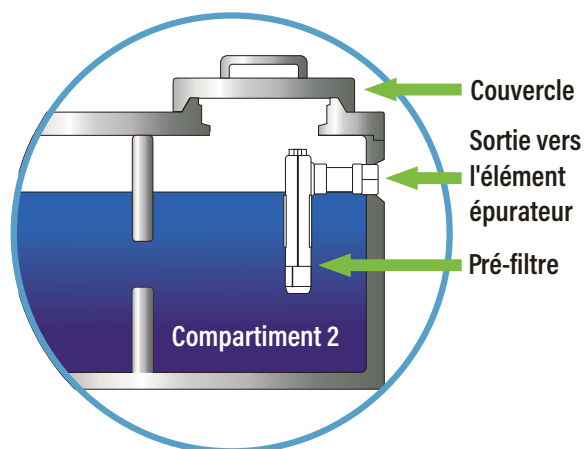 Couvercle
Sortie vers
l'élément
épurateur
Pré-filtre
Compartiment 2